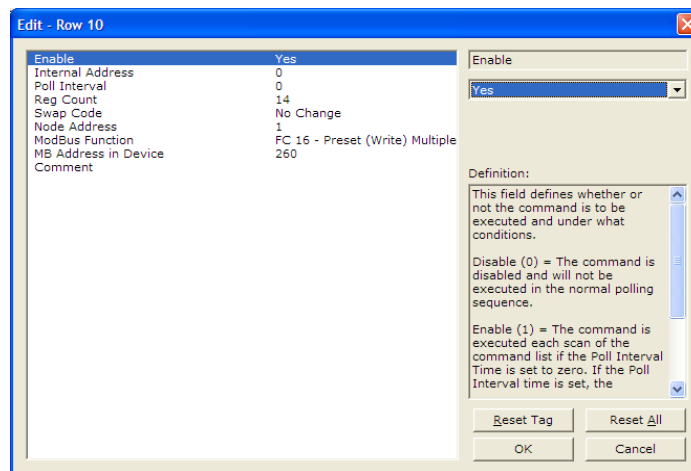 Edit - Row 10
Enable Yes
Internal Address 0
Poll Interval 0
Reg Count 14
Swap Code No Change
Node Address 1
ModBus Function FC 16 - Preset (Write) Multiple
MB Address in Device 260
Comment
Enable
Yes
Definition:
This field defines whether or
not the command is to be
executed and under what
conditions.
Disable (0) = The command is
disabled and will not be
executed in the normal polling
sequence.
Enable (1) = The command is
executed each scan of the
command list if the Poll Interval
Time is set to zero. If the Poll
Interval time is set, the
Reset Tag Reset All
OK Cancel